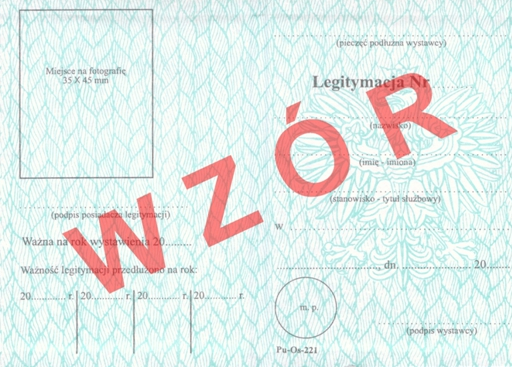 Miejsce na fotografię
35 X 45 mm
(podpis posiadacza legitymacji)
Ważna na rok wystawienia 20........
Ważność legitymacji przedłużono na rok:
20............ r. 20............ r. 20............ r. 20............ r.
(pieczęć podłużna wystawcy)
Legitymacja Nr ..........
(nazwisko)
(imię - imiona)
(stanowisko - tytuł służbowy)
W ..........
, dn. .......... 20......
m. p.
(podpis wystawcy)
Pu-Os-221
WZÓR